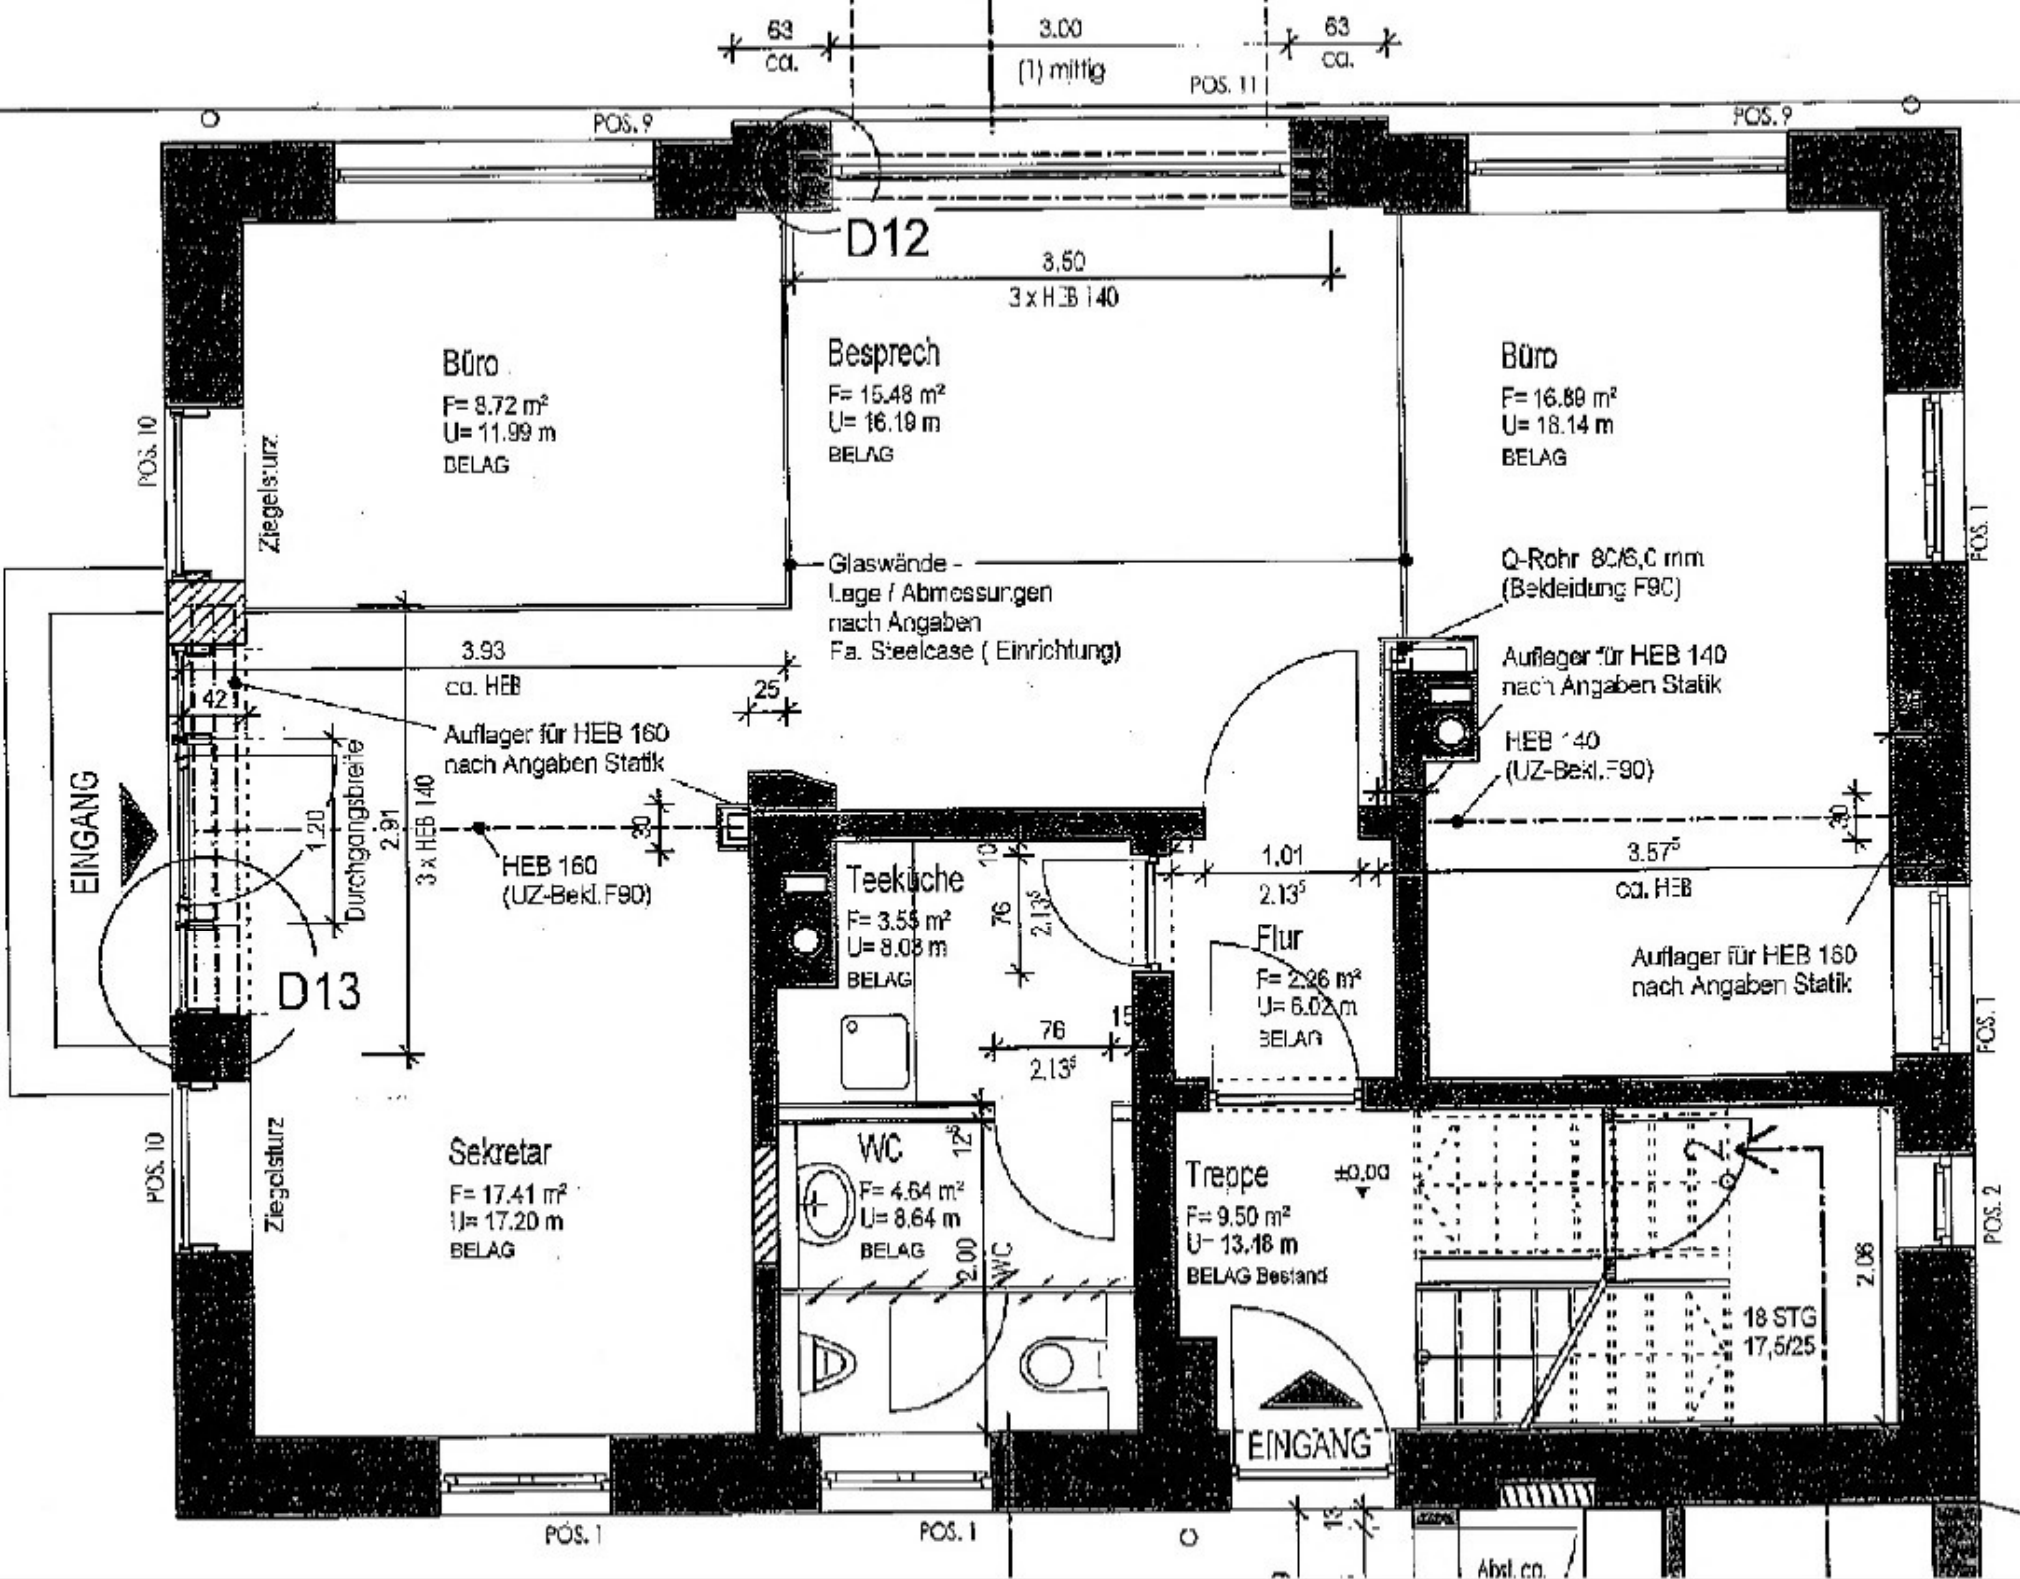 63
ca.
3.00
(1) mittig
63
ca.
POS. 11
POS. 9
POS. 9
D12
3.50
3 x HEB 140
Büro
F= 8.72 m²
U= 11.99 m
BELAG
Besprech
F= 15.48 m²
U= 16.19 m
BELAG
Büro
F= 16.89 m²
U= 18.14 m
BELAG
POS. 10
Ziegelsturz
POS. 1
Glaswände -
Lage / Abmessungen
nach Angaben
Fa. Steelcase ( Einrichtung)
Q-Rohr 80/6,0 mm
(Bekleidung F90)
3.93
ca. HEB
42
25
Auflager für HEB 160
nach Angaben Statik
Auflager für HEB 140
nach Angaben Statik
HEB 140
(UZ-Bekl.F90)
EINGANG
1.20
Durchgangsbreite
2.91
3 x HEB 140
30
HEB 160
(UZ-Bekl.F90)
30
3.57⁵
ca. HEB
Teeküche
F= 3.55 m²
U= 8.08 m
BELAG
10
76
2.13⁵
1,01
2.13⁵
Flur
F= 2.26 m²
U= 6.02 m
BELAG
Auflager für HEB 160
nach Angaben Statik
D13
76
2.13⁵
15
POS. 1
POS. 10
Ziegelsturz
Sekretar
F= 17.41 m²
U= 17.20 m
BELAG
WC
F= 4.64 m²
U= 8.64 m
BELAG
12⁵
2.00
WC
Treppe
F= 9.50 m²
U= 13.48 m
BELAG Bestand
±0,00
2
2.06
18 STG
17,5/25
POS. 2
EINGANG
POS. 1
POS. 1
13
Abst. ca.